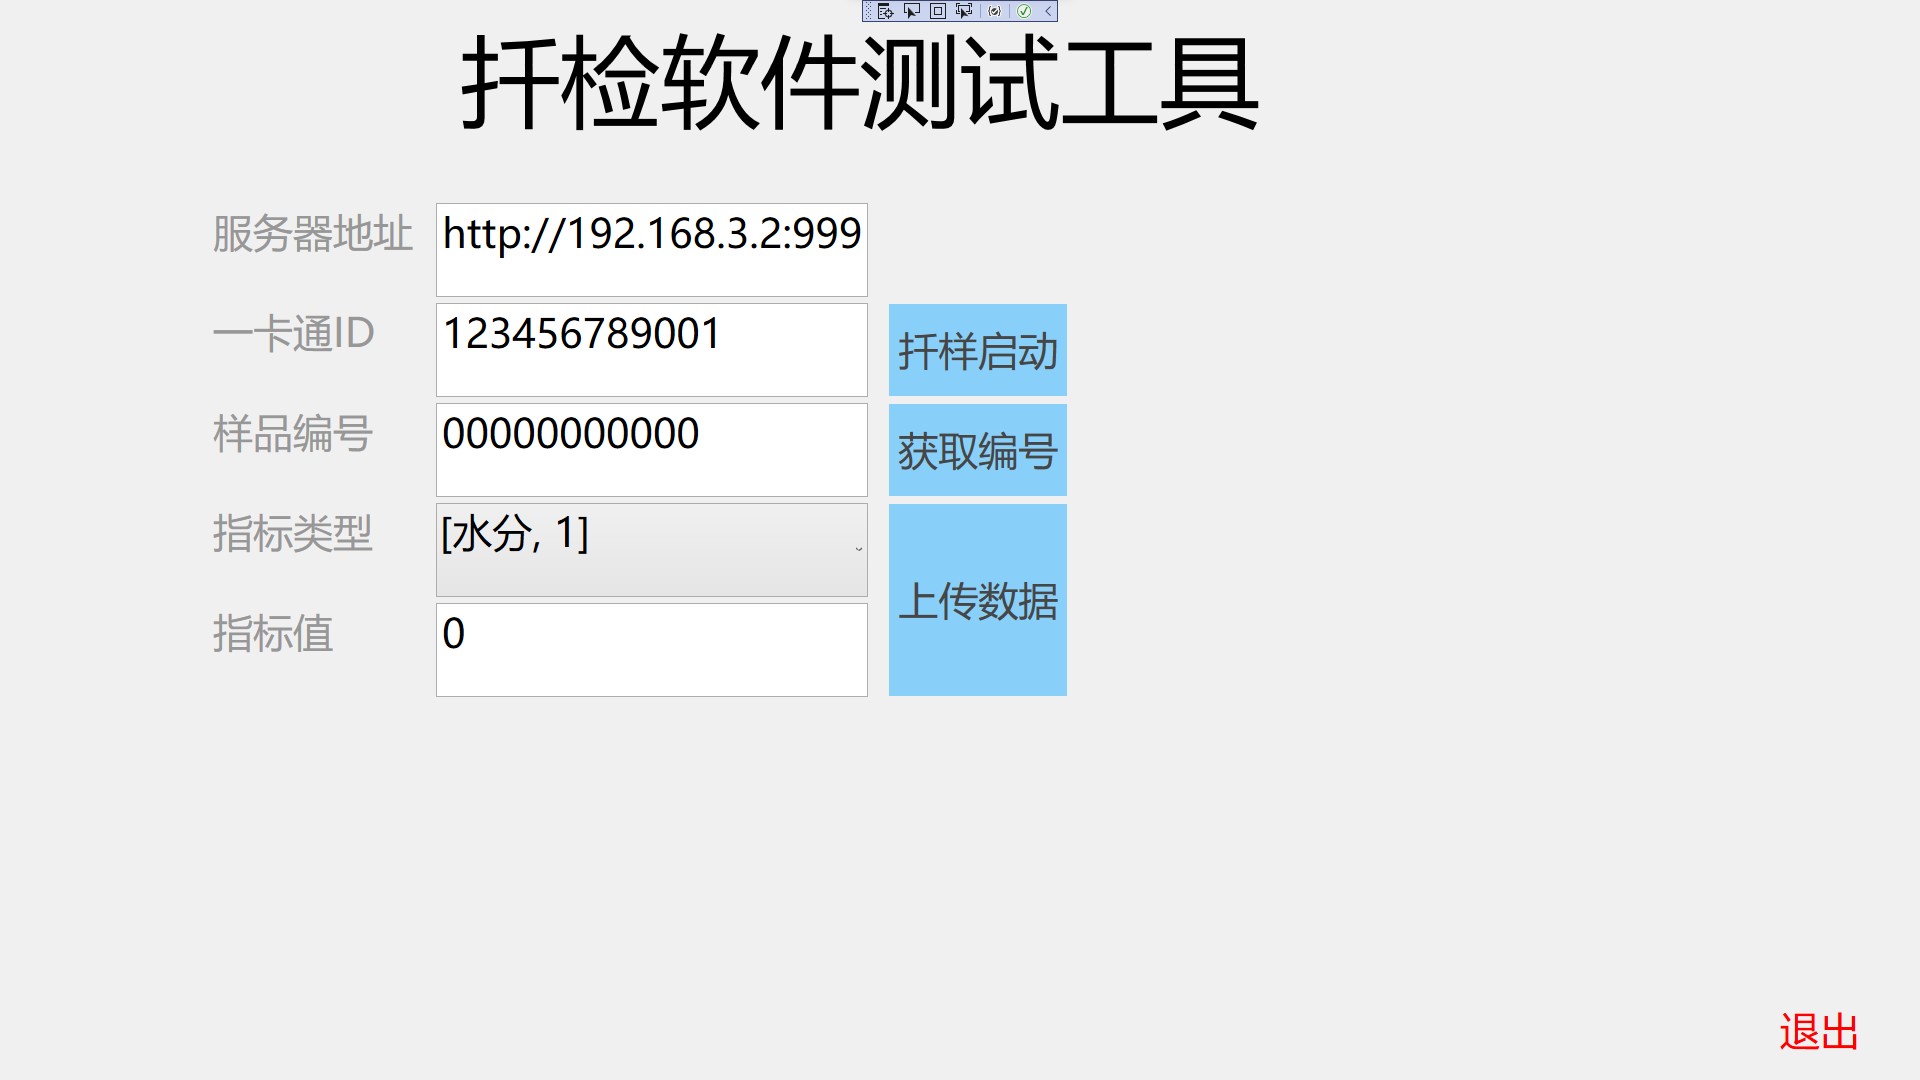 扦检软件测试工具
服务器地址 http://192.168.3.2:999
一卡通ID 123456789001 扦样启动
样品编号 00000000000 获取编号
指标类型 [水分, 1]
上传数据
指标值 0
退出